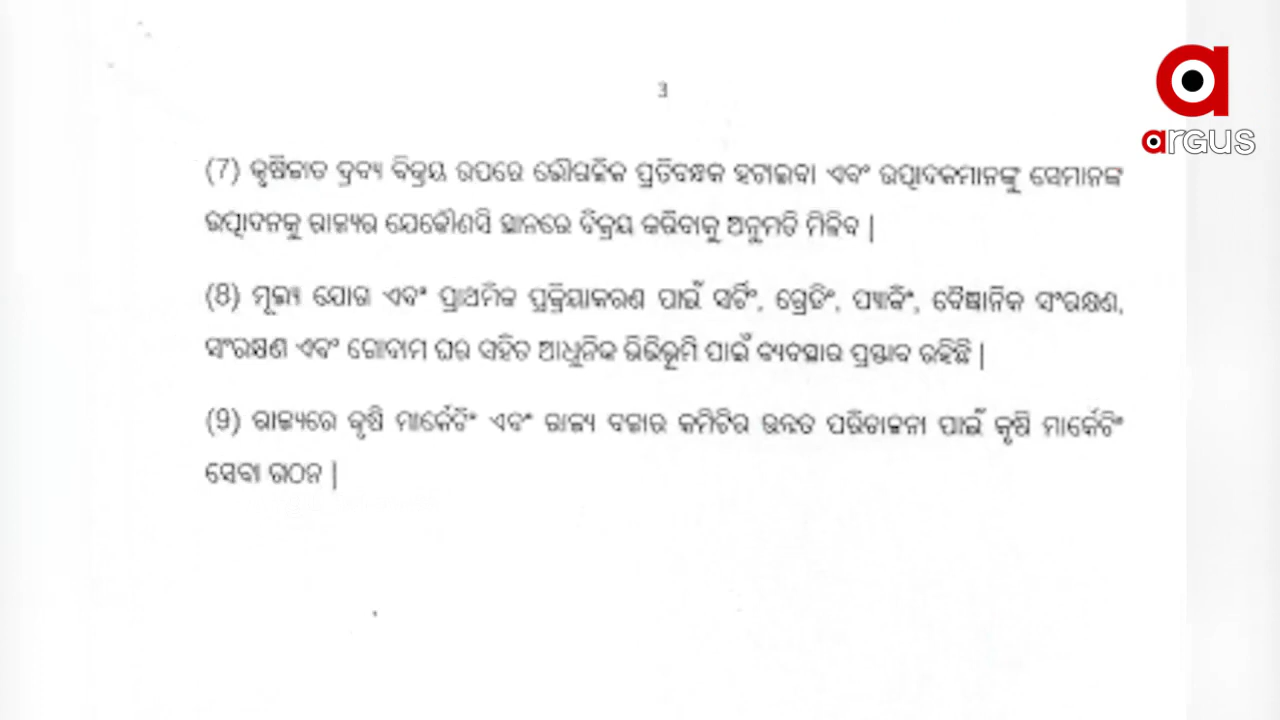 3
argus
(7) କୃଷିଜାତ ଦ୍ରବ୍ୟ ବିକ୍ରୟ ଉପରେ ଭୌଗଳିକ ପ୍ରତିବନ୍ଧକ ହଟାଇବା ଏବଂ ଉତ୍ପାଦକମାନଙ୍କୁ ସେମାନଙ୍କ
ଉତ୍ପାଦନକୁ ରାଜ୍ୟର ଯେକୌଣସି ସ୍ଥାନରେ ବିକ୍ରୟ କରିବାକୁ ଅନୁମତି ମିଳିବ |
(8) ମୂଲ୍ୟ ଯୋଗ ଏବଂ ପ୍ରାଥମିକ ପ୍ରକ୍ରିୟାକରଣ ପାଇଁ ସର୍ଟିଂ, ଗ୍ରେଡିଂ, ପ୍ୟାକିଂ, ବୈଜ୍ଞାନିକ ସଂରକ୍ଷଣ,
ସଂରକ୍ଷଣ ଏବଂ ଗୋଦାମ ଘର ସହିତ ଆଧୁନିକ ଭିତ୍ତିଭୂମି ପାଇଁ ବ୍ୟବସ୍ଥାର ପ୍ରସ୍ତାବ ରହିଛି |
(9) ରାଜ୍ୟରେ କୃଷି ମାର୍କେଟିଂ ଏବଂ ରାଜ୍ୟ ବଜାର କମିଟିର ଉନ୍ନତ ପରିଚାଳନା ପାଇଁ କୃଷି ମାର୍କେଟିଂ
ସେବା ଗଠନ |